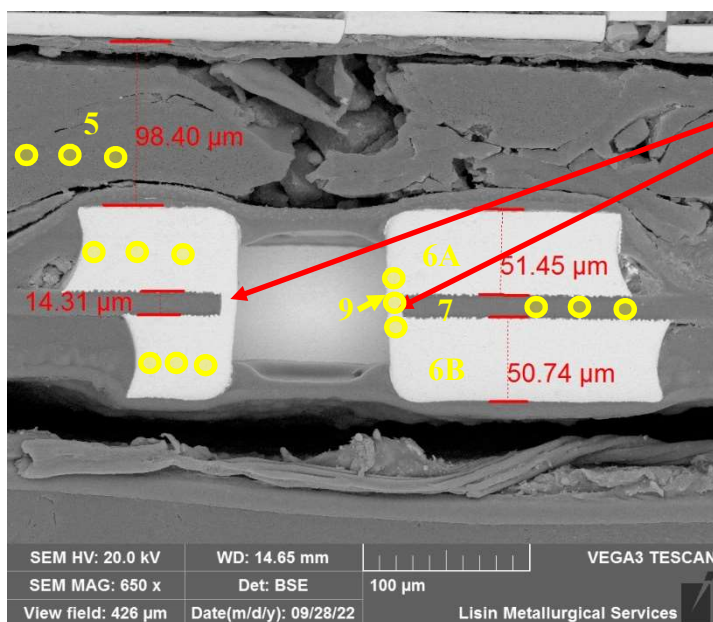 5
98.40 µm
6A
51.45 µm
14.31 µm
9
7
6B
50.74 µm
SEM HV: 20.0 kV
WD: 14.65 mm
VEGA3 TESCAN
SEM MAG: 650 x
Det: BSE
100 µm
View field: 426 µm
Date(m/d/y): 09/28/22
Lisin Metallurgical Services